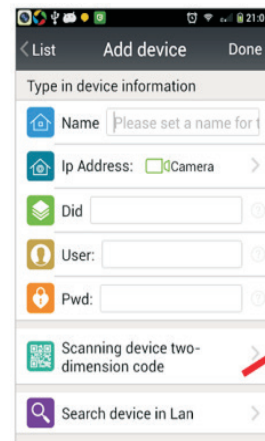 21:0
List Add device Done
Type in device information
Name Please set a name for t
Ip Address: Camera
Did
User:
Pwd:
Scanning device two-
dimension code
Search device in Lan